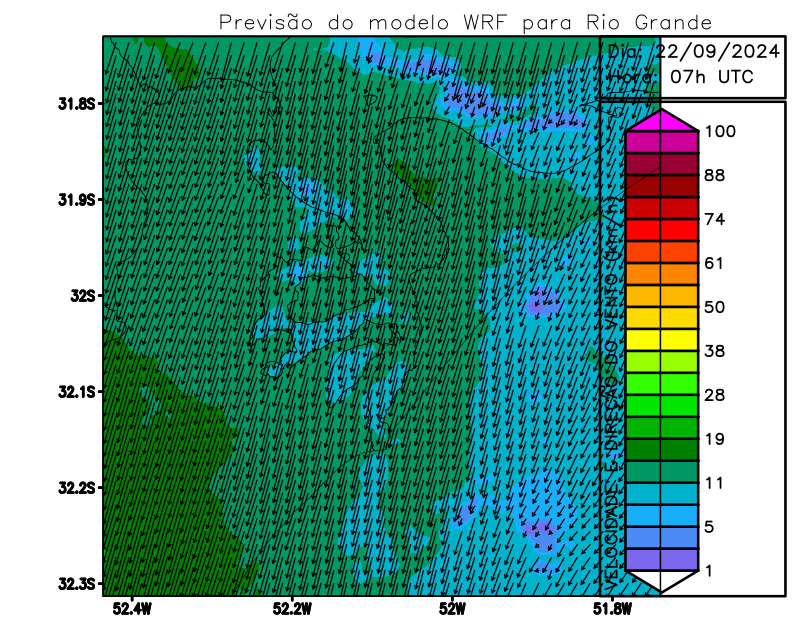 Previsão do modelo WRF para Rio Grande
Dia: 22/09/2024
Hora: 07h UTC
31.8S
31.9S
32S
32.1S
32.2S
32.3S
52.4W
52.2W
52W
51.8W
VELOCIDADE E DIREÇÃO DO VENTO (km/h)
100
88
74
61
50
38
28
19
11
5
1